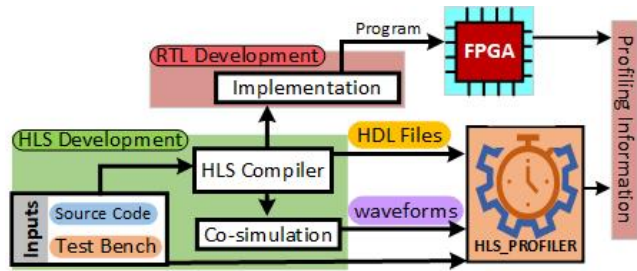 RTL Development
Program
FPGA
Implementation
Profiling Information
HLS Development
HLS Compiler
HDL Files
Inputs
Source Code
Test Bench
Co-simulation
waveforms
HLS_PROFILER